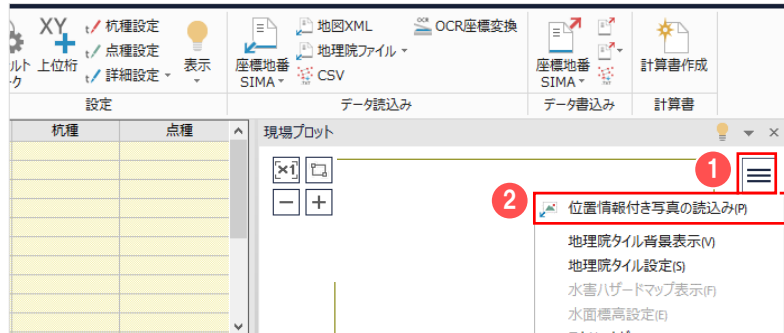 XY
上位桁
杭種設定
点種設定
詳細設定
表示
設定
座標地番
SIMA
地図XML
地理院ファイル
CSV
OCR
OCR座標変換
データ読込み
座標地番
SIMA
データ書込み
計算書作成
計算書
杭種 点種
現場プロット
×1
1
2
位置情報付き写真の読込み(P)
地理院タイル背景表示(V)
地理院タイル設定(S)
水害ハザードマップ表示(F)
水面標高設定(E)